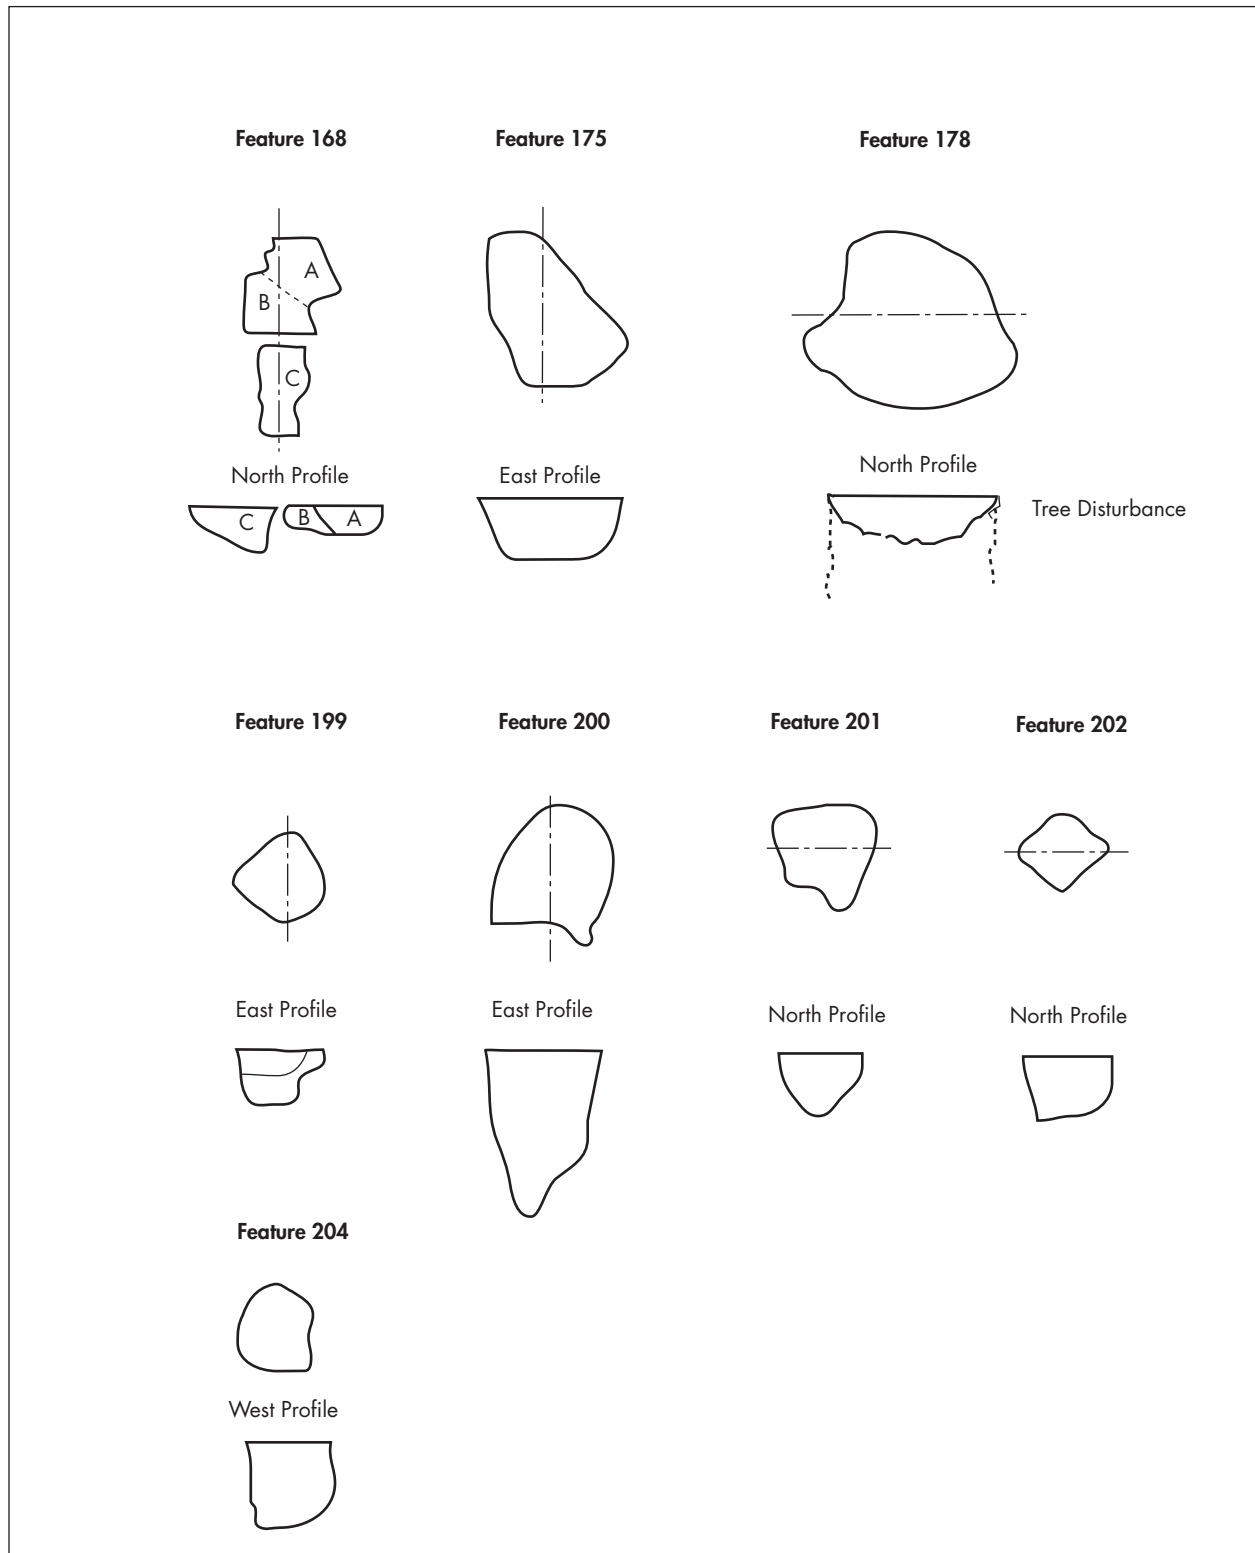 Feature 168
Feature 175
Feature 178
A
B
C
North Profile
C
B
A
East Profile
North Profile
Tree Disturbance
Feature 199
Feature 200
Feature 201
Feature 202
East Profile
East Profile
North Profile
North Profile
Feature 204
West Profile